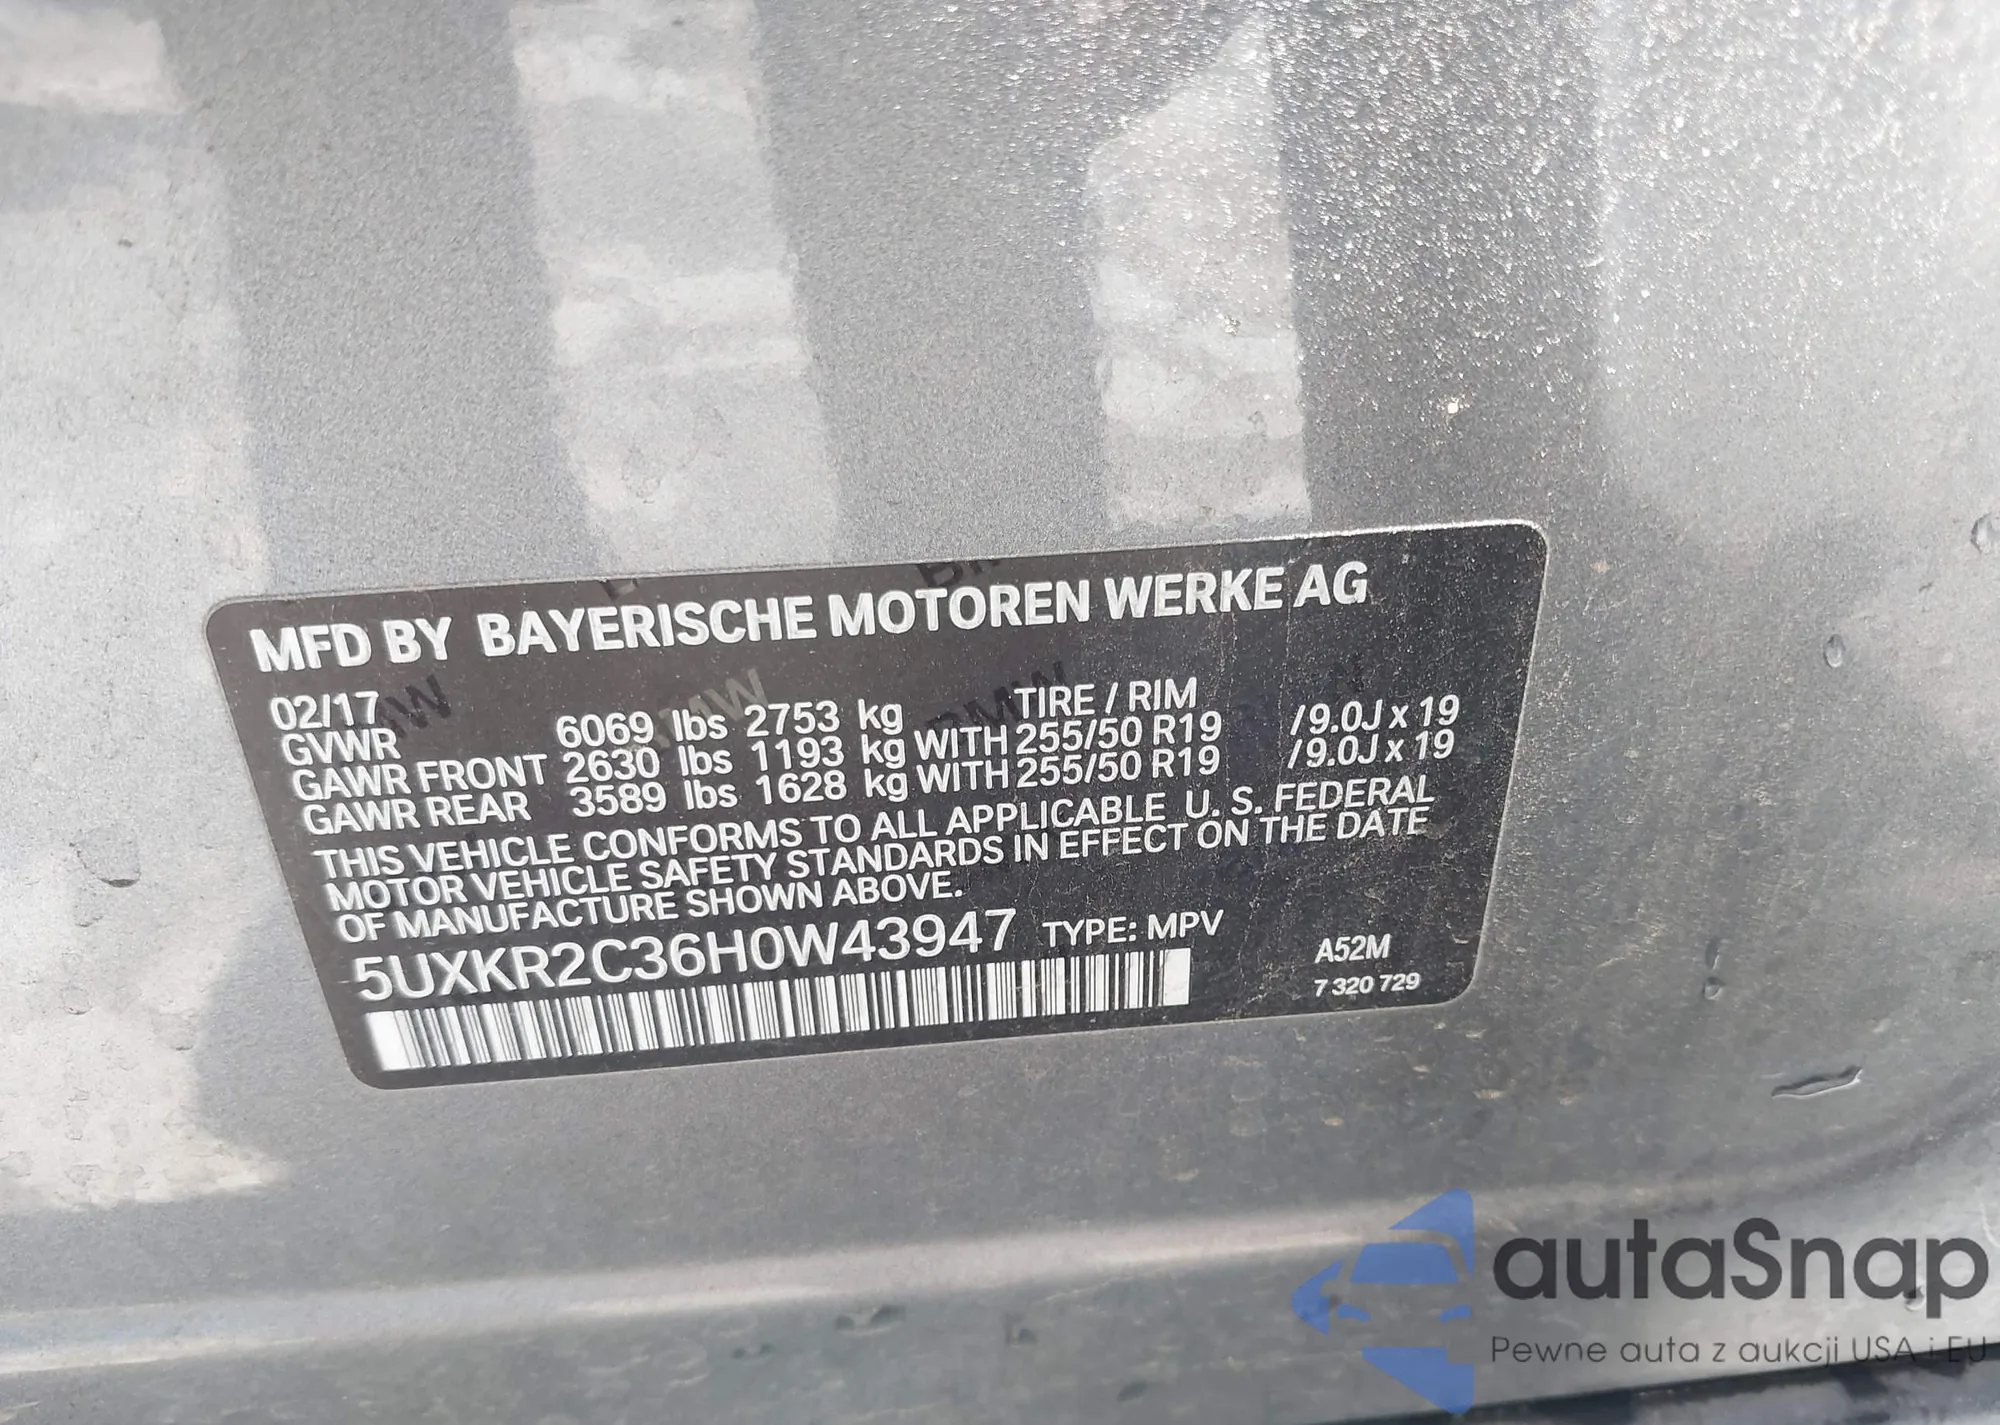 MFD BY BAYERISCHE MOTOREN WERKE AG
02/17 TIRE / RIM
GVWR 6069 lbs 2753 kg
GAWR FRONT 2630 lbs 1193 kg WITH 255/50 R19 /9.0J x 19
GAWR REAR 3589 lbs 1628 kg WITH 255/50 R19 /9.0J x 19
THIS VEHICLE CONFORMS TO ALL APPLICABLE U. S. FEDERAL
MOTOR VEHICLE SAFETY STANDARDS IN EFFECT ON THE DATE
OF MANUFACTURE SHOWN ABOVE.
5UXKR2C36H0W43947 TYPE: MPV A52M
7 320 729
autaSnap
Pewne auta z aukcji USA i EU